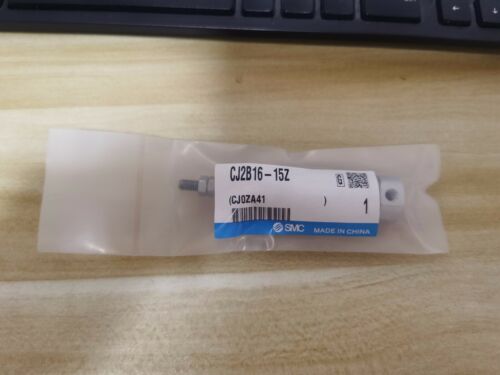 CJ2B16-15Z
(CJ0ZA41 )
1
SMC MADE IN CHINA